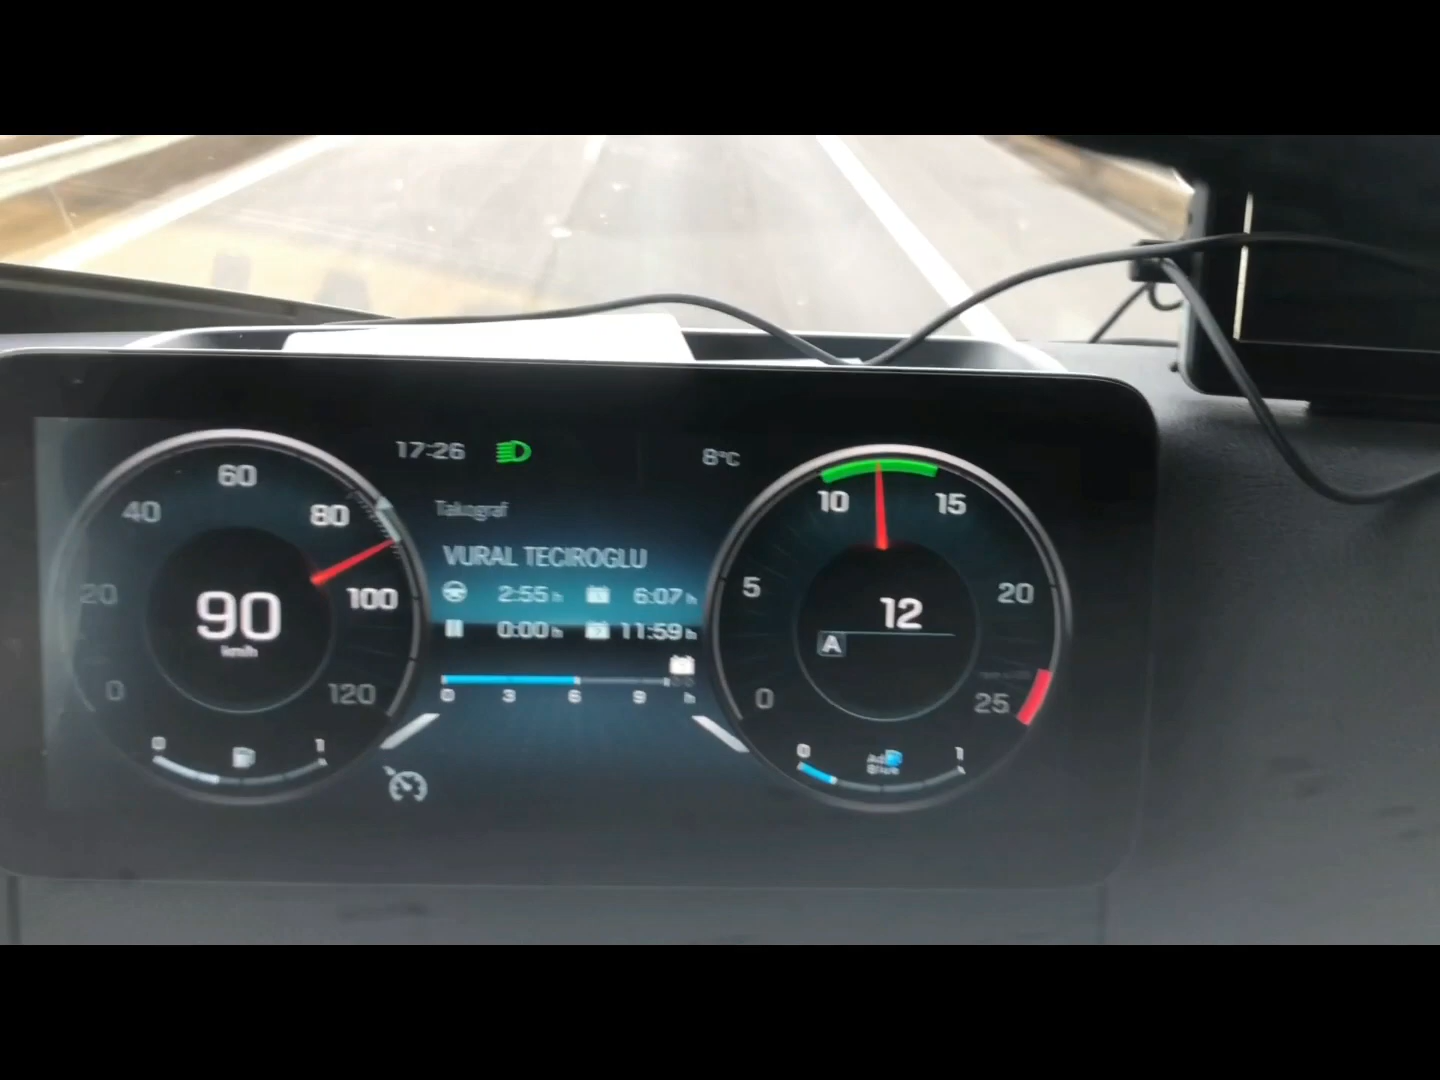 17:26
8°C
Takograf
VURAL TECIROGLU
2:55 h
6:07 h
0:00 h
11:59 h
0 3 6 9 h
0 20 40 60 80 100 120
90
km/h
0 1
0 5 10 15 20 25
12
A
0 1
AdBlue